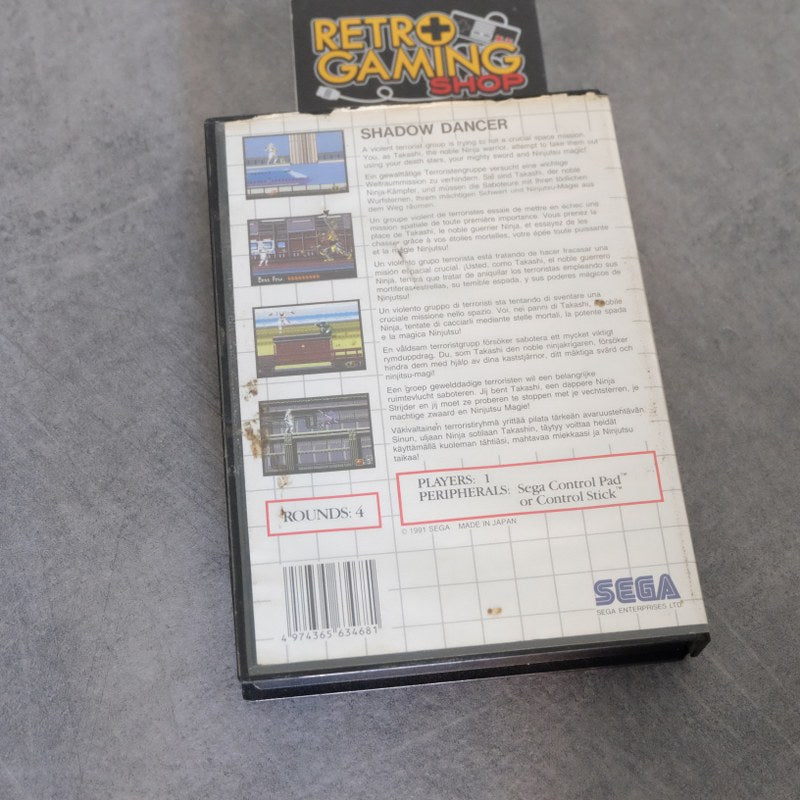 RETRO
GAMING
SHOP
SHADOW DANCER
A violent terrorist group is trying to foil a crucial space mission.
You, as Takashi, the noble Ninja warrior, attempt to take them out
using your death stars, your mighty sword and Ninjutsu magic!
Ein gewalttätige Terroristengruppe versucht eine wichtige
Weltraummission zu verhindern. Sie sind Takashi, der noble
Ninja-Kämpfer, und müssen die Saboteure mit Ihren tödlichen
Wurfsternen, Ihrem mächtigen Schwert und Ninjutsu-Magie aus
dem Weg räumen.
Un groupe violent de terroristes essaie de mettre en échec une
mission spatiale de toute première importance. Vous prenez la
place de Takashi, le noble guerrier Ninja, et essayez de les
chasser grâce à vos étoiles mortelles, votre épée toute puissante
et la magie Ninjutsu!
Un violento grupo terrorista está tratando de hacer fracasar una
misión espacial crucial. ¡Usted, como Takashi, el noble guerrero
Ninja, tendrá que tratar de aniquilar los terroristas empleando sus
mortíferas estrellas, su temible espada, y sus poderes mágicos de
Ninjutsu!
Un violento gruppo di terroristi sta tentando di sventare una
cruciale missione nello spazio. Voi, nei panni di Takashi, il nobile
Ninja, tentate di cacciarli mediante stelle mortali, la potente spada
e la magica Ninjutsu!
En våldsam terroristgrupp försöker sabotera ett mycket viktigt
rymduppdrag. Du, som Takashi den noble ninjakrigaren, försöker
hindra dem med hjälp av dina kaststjärnor, ditt mäktiga svärd och
ninjitsu-magi!
Een groep gewelddadige terroristen wil een belangrijke
ruimtevlucht saboteren. Jij bent Takashi, een dappere Ninja
Strijder en jij moet ze proberen te stoppen met je vechtsterren, je
machtige zwaard en Ninjutsu Magie!
Väkivaltainen terroristiryhmä yrittää pilata tärkeän avaruustehtävän.
Sinun, uljaan Ninja sotilaan Takashin, täytyy voittaa heidät
käyttämällä kuoleman tähtiäsi, mahtavaa miekkaasi ja Ninjutsu
taikaa!
ROUNDS: 4
PLAYERS: 1
PERIPHERALS: Sega Control Pad™
or Control Stick™
© 1991 SEGA MADE IN JAPAN
4 974365 634681
SEGA
SEGA ENTERPRISES LTD.